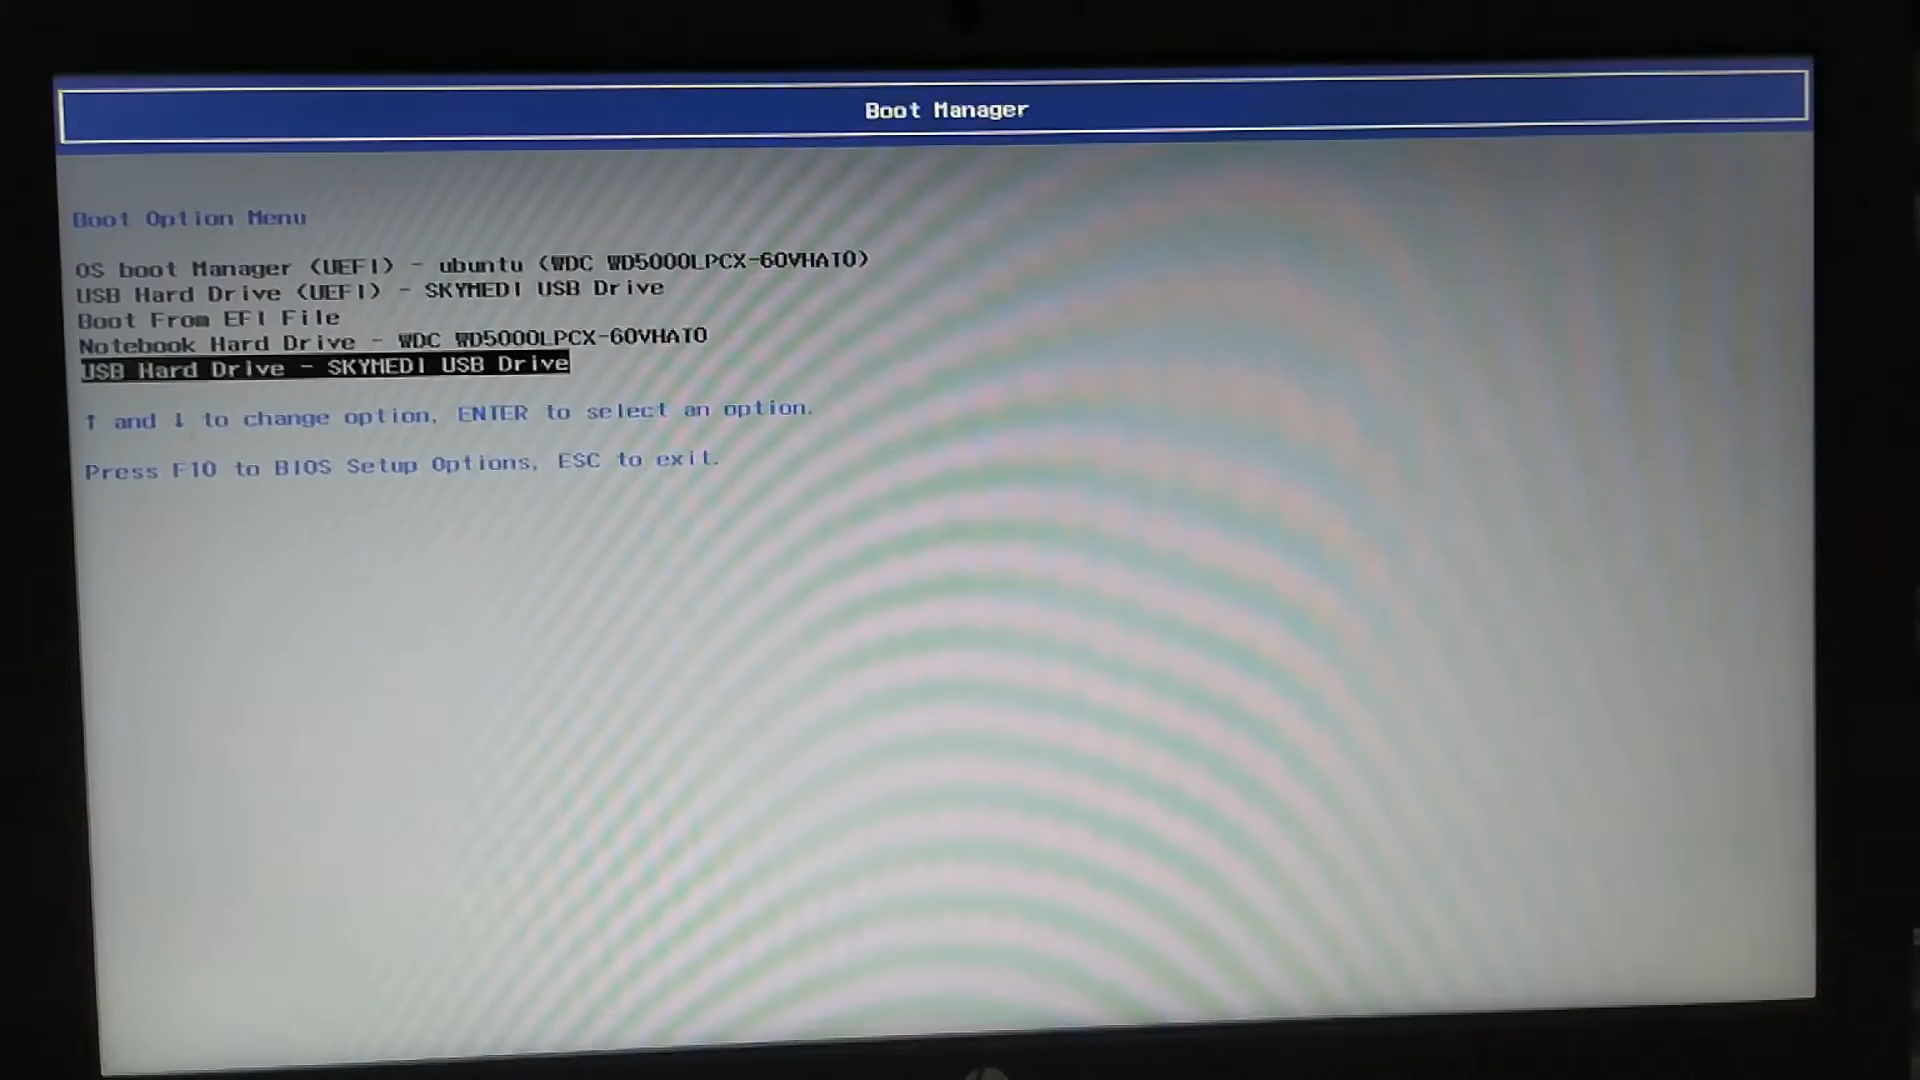 Boot Manager
Boot Option Menu
OS boot Manager (UEFI) - ubuntu (WDC WD5000LPCX-60VHAT0)
USB Hard Drive (UEFI) - SKYMEDI USB Drive
Boot From EFI File
Notebook Hard Drive - WDC WD5000LPCX-60VHAT0
USB Hard Drive - SKYMEDI USB Drive
↑ and ↓ to change option, ENTER to select an option.
Press F10 to BIOS Setup Options, ESC to exit.